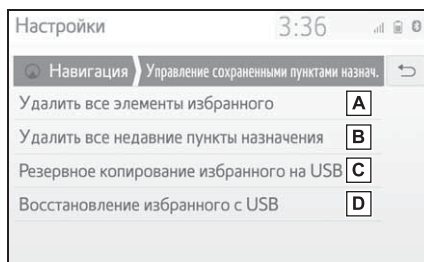 Настройки 3:36
Навигация Управление сохраненными пунктами назнач.
Удалить все элементы избранного A
Удалить все недавние пункты назначения B
Резервное копирование избранного на USB C
Восстановление избранного с USB D